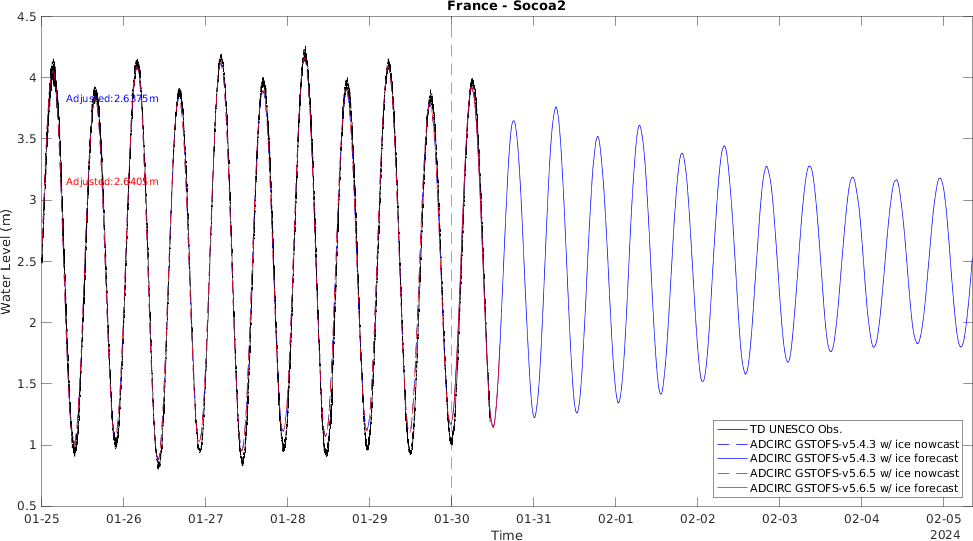 France - Socoa2
4.5
4
3.5
3
2.5
2
1.5
1
0.5
Water Level (m)
Adjusted:2.6375m
Adjusted:2.6405m
TD UNESCO Obs.
ADCIRC GSTOFS-v5.4.3 w/ ice nowcast
ADCIRC GSTOFS-v5.4.3 w/ ice forecast
ADCIRC GSTOFS-v5.6.5 w/ ice nowcast
ADCIRC GSTOFS-v5.6.5 w/ ice forecast
01-25 01-26 01-27 01-28 01-29 01-30 01-31 02-01 02-02 02-03 02-04 02-05
2024
Time